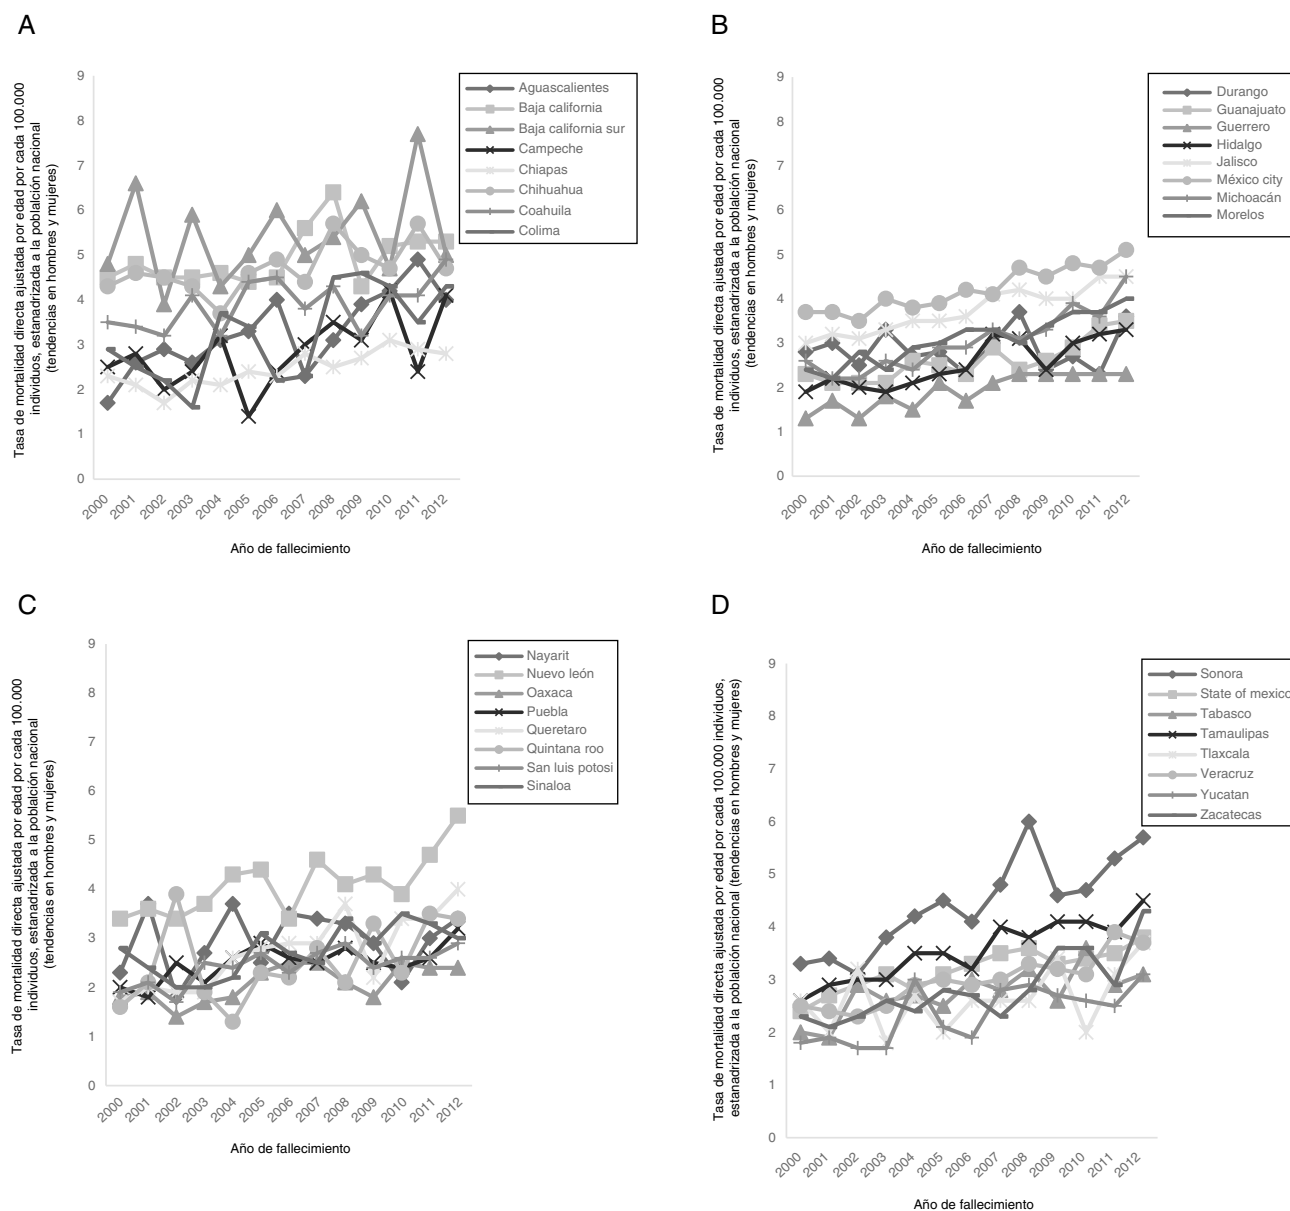 A
Tasa de mortalidad directa ajustada por edad por cada 100.000
individuos, estanadrizada a la poblalción nacional
(tendencias en hombres y mujeres)
9
8
7
6
5
4
3
2
1
0
2000
2001
2002
2003
2004
2005
2006
2007
2008
2009
2010
2011
2012
Año de fallecimiento
Aguascalientes
Baja california
Baja california sur
Campeche
Chiapas
Chihuahua
Coahuila
Colima
B
Tasa de mortalidad directa ajustada por edad por cada 100.000
individuos, estanadrizada a la población nacional
(tendencias en hombres y mujeres)
9
8
7
6
5
4
3
2
1
0
2000
2001
2002
2003
2004
2005
2006
2007
2008
2009
2010
2011
2012
Año de fallecimiento
Durango
Guanajuato
Guerrero
Hidalgo
Jalisco
México city
Michoacán
Morelos
C
Tasa de mortalidad directa ajustada por edad por cada 100.000
individuos, estanadrizada a la población nacional
(tendencias en hombres y mujeres)
9
8
7
6
5
4
3
2
1
0
2000
2001
2002
2003
2004
2005
2006
2007
2008
2009
2010
2011
2012
Año de fallecimiento
Nayarit
Nuevo león
Oaxaca
Puebla
Queretaro
Quintana roo
San luis potosi
Sinaloa
D
Tasa de mortalidad directa ajustada por edad por cada 100.000 individuos,
estanadrizada a la población nacional (tendencias en hombres y mujeres)
9
8
7
6
5
4
3
2
1
0
2000
2001
2002
2003
2004
2005
2006
2007
2008
2009
2010
2011
2012
Año de fallecimiento
Sonora
State of mexico
Tabasco
Tamaulipas
Tlaxcala
Veracruz
Yucatan
Zacatecas